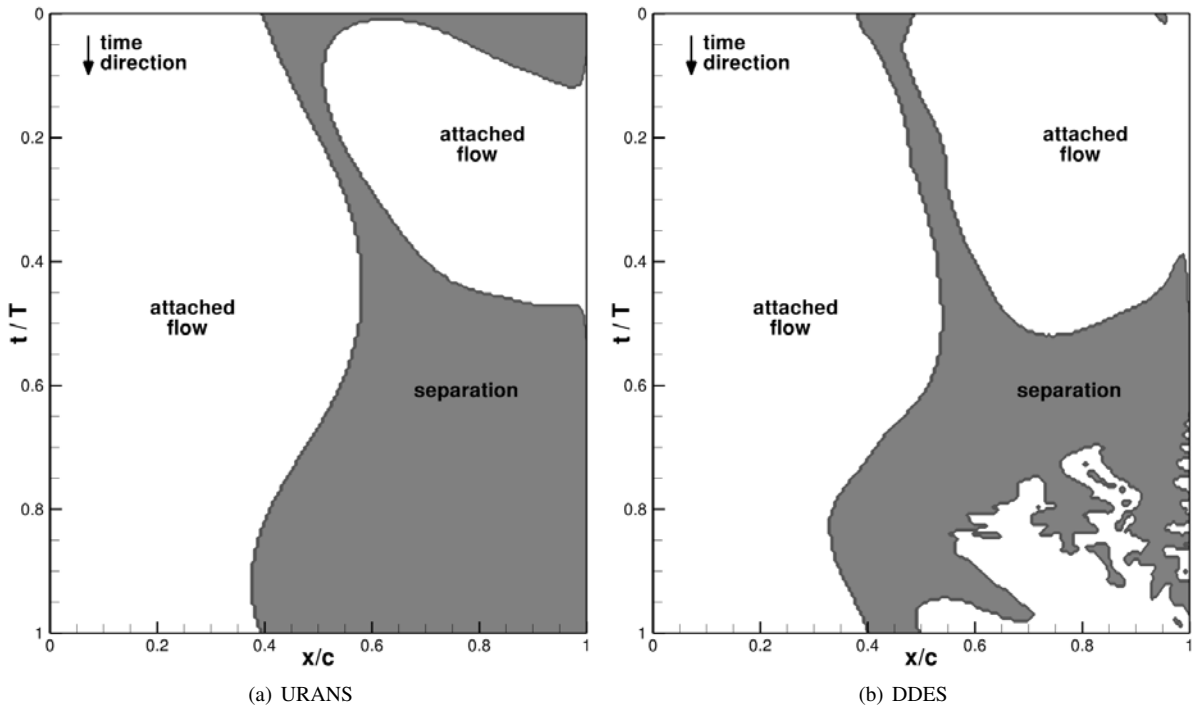 0
time
direction
0.2
attached
flow
0.4
attached
flow
t / T
separation
0.6
0.8
1
0
0.2
0.4
0.6
0.8
1
x/c
(a) URANS
0
time
direction
0.2
attached
flow
0.4
attached
flow
t / T
separation
0.6
0.8
1
0
0.2
0.4
0.6
0.8
1
x/c
(b) DDES